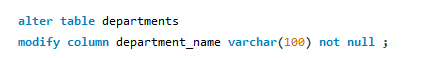 alter table departments
modify column department_name varchar(100) not null ;